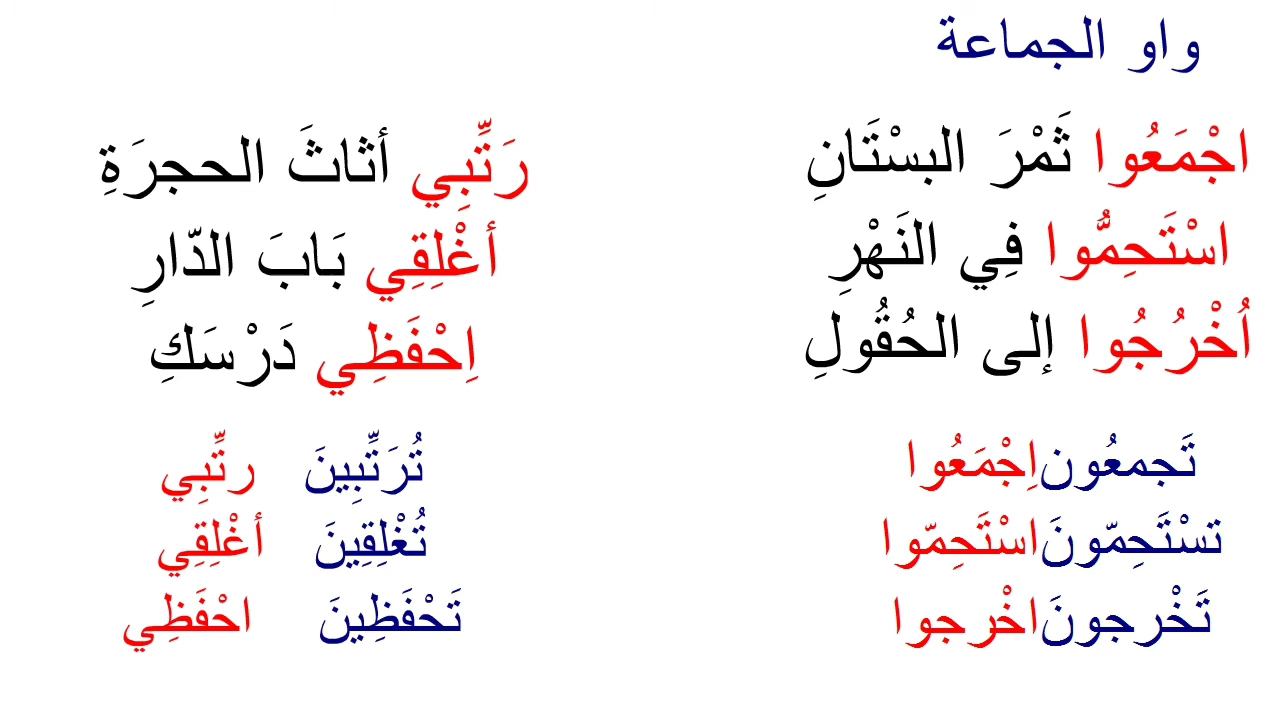 واو الجماعة
اجْمَعُوا ثَمْرَ البسْتَانِ
اسْتَحِمُّوا فِي النَهْرِ
اُخْرُجُوا إلى الحُقُولِ
تَجمعُون اِجْمَعُوا
تسْتَحِمّونَ اسْتَحِمّوا
تَخْرجونَ اخْرجوا
رَتِّبِي أثاثَ الحجرَةِ
أغْلِقِي بَابَ الدّارِ
اِحْفَظِي دَرْسَكِ
تُرَتِّبِينَ رتِّبِي
تُغْلِقِينَ أغْلِقِي
تَحْفَظِينَ احْفَظِي